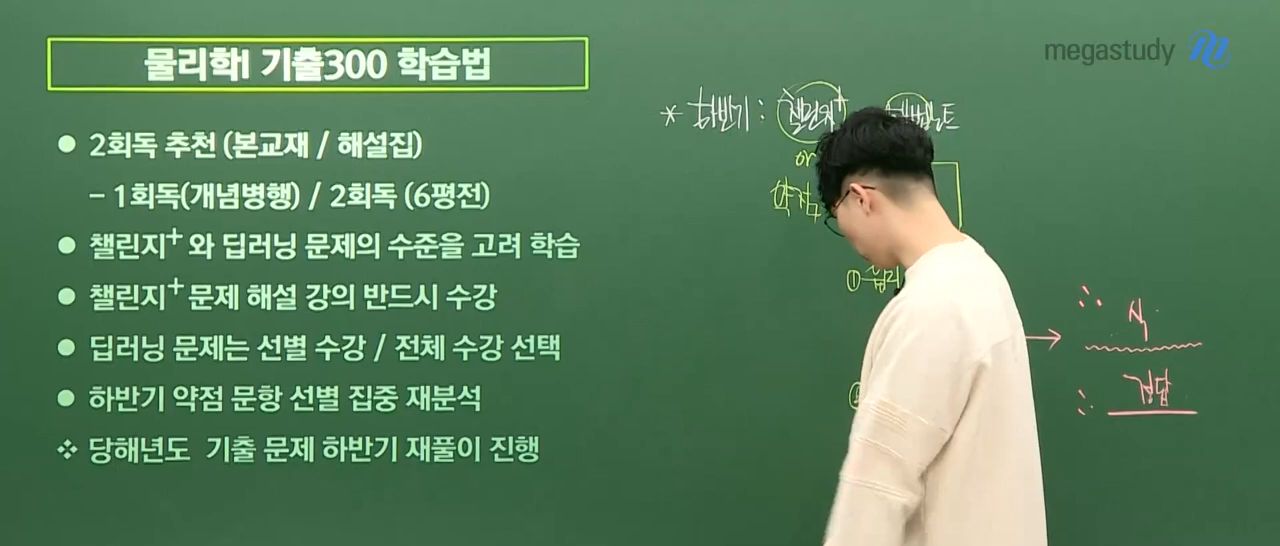 물리학I 기출300 학습법
megastudy
● 2회독 추천 (본교재 / 해설집)
– 1회독(개념병행) / 2회독 (6평전)
● 챌린지+ 와 딥러닝 문제의 수준을 고려 학습
● 챌린지+ 문제 해설 강의 반드시 수강
● 딥러닝 문제는 선별 수강 / 전체 수강 선택
● 하반기 약점 문항 선별 집중 재분석
❖ 당해년도 기출 문제 하반기 재풀이 진행
* 하반기 : 챌린지+
or
약점
①
∴ 식
∴ 정답